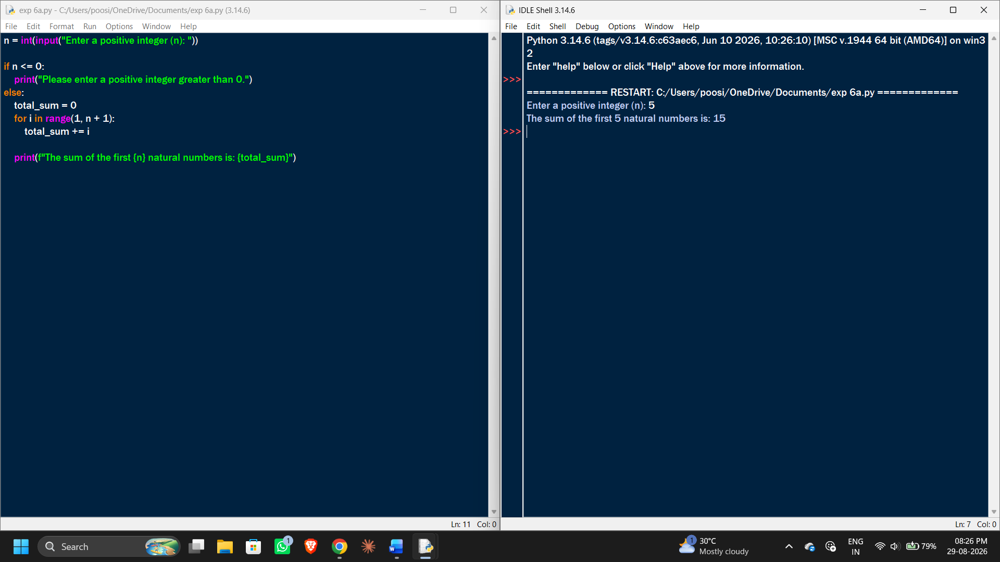 exp 6a.py - C:/Users/poosi/OneDrive/Documents/exp 6a.py (3.14.6)
File Edit Format Run Options Window Help
n = int(input("Enter a positive integer (n): "))
if n <= 0:
    print("Please enter a positive integer greater than 0.")
else:
    total_sum = 0
    for i in range(1, n + 1):
        total_sum += i
    print(f"The sum of the first {n} natural numbers is: {total_sum}")
Ln: 11 Col: 0
IDLE Shell 3.14.6
File Edit Shell Debug Options Window Help
Python 3.14.6 (tags/v3.14.6:c63aec6, Jun 10 2026, 10:26:10) [MSC v.1944 64 bit (AMD64)] on win3
2
Enter "help" below or click "Help" above for more information.
>>>
============= RESTART: C:/Users/poosi/OneDrive/Documents/exp 6a.py =============
Enter a positive integer (n): 5
The sum of the first 5 natural numbers is: 15
>>>
Ln: 7 Col: 0
Search
1
W
1
30°C
Mostly cloudy
ENG
IN
79%
08:26 PM
29-08-2026